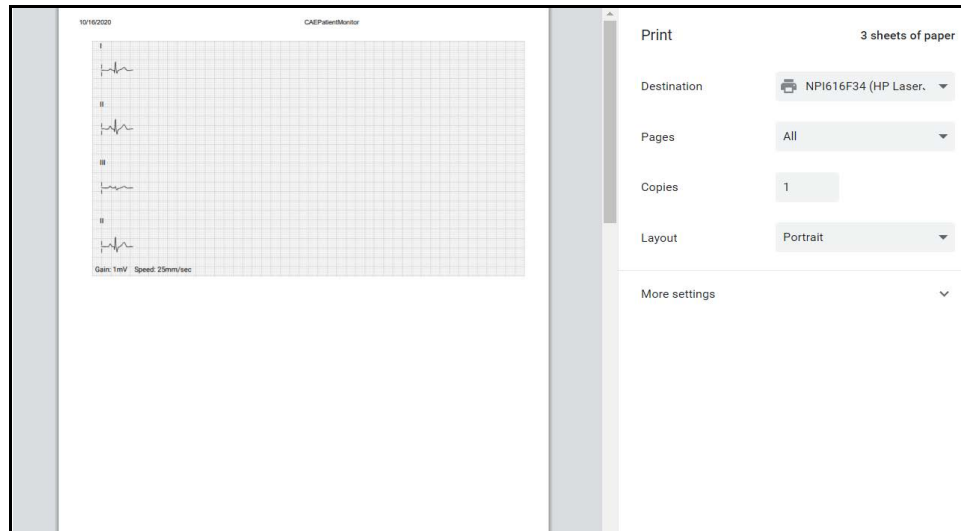 10/16/2020 CAEPatientMonitor
I
II
III
II
Gain: 1mV Speed: 25mm/sec
Print 3 sheets of paper
Destination NPI616F34 (HP LaserJ
Pages All
Copies 1
Layout Portrait
More settings